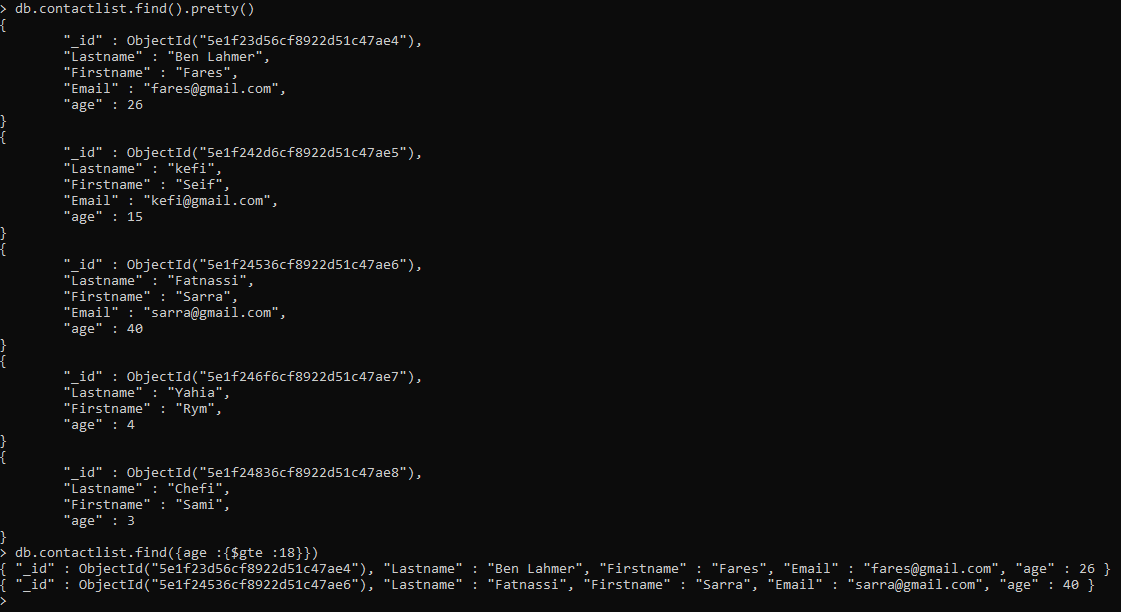 > db.contactlist.find().pretty()
{
        "_id" : ObjectId("5e1f23d56cf8922d51c47ae4"),
        "Lastname" : "Ben Lahmer",
        "Firstname" : "Fares",
        "Email" : "fares@gmail.com",
        "age" : 26
}
{
        "_id" : ObjectId("5e1f242d6cf8922d51c47ae5"),
        "Lastname" : "kefi",
        "Firstname" : "Seif",
        "Email" : "kefi@gmail.com",
        "age" : 15
}
{
        "_id" : ObjectId("5e1f24536cf8922d51c47ae6"),
        "Lastname" : "Fatnassi",
        "Firstname" : "Sarra",
        "Email" : "sarra@gmail.com",
        "age" : 40
}
{
        "_id" : ObjectId("5e1f246f6cf8922d51c47ae7"),
        "Lastname" : "Yahia",
        "Firstname" : "Rym",
        "age" : 4
}
{
        "_id" : ObjectId("5e1f24836cf8922d51c47ae8"),
        "Lastname" : "Chefi",
        "Firstname" : "Sami",
        "age" : 3
}
> db.contactlist.find({age :{$gte :18}})
{ "_id" : ObjectId("5e1f23d56cf8922d51c47ae4"), "Lastname" : "Ben Lahmer", "Firstname" : "Fares", "Email" : "fares@gmail.com", "age" : 26 }
{ "_id" : ObjectId("5e1f24536cf8922d51c47ae6"), "Lastname" : "Fatnassi", "Firstname" : "Sarra", "Email" : "sarra@gmail.com", "age" : 40 }
>